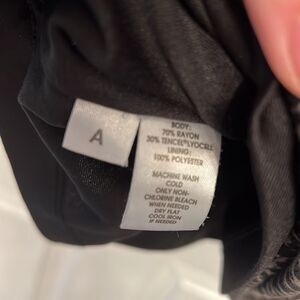 A
BODY:
70% RAYON
30% TENCEL®LYOCELL
LINING:
100% POLYESTER
MACHINE WASH
COLD
ONLY NON-
CHLORINE BLEACH
WHEN NEEDED
DRY FLAT
COOL IRON
IF NEEDED